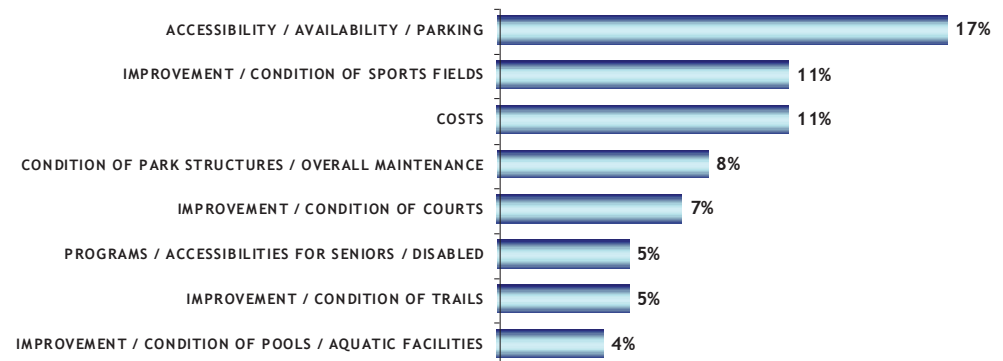 ACCESSIBILITY / AVAILABILITY / PARKING 17%
IMPROVEMENT / CONDITION OF SPORTS FIELDS 11%
COSTS 11%
CONDITION OF PARK STRUCTURES / OVERALL MAINTENANCE 8%
IMPROVEMENT / CONDITION OF COURTS 7%
PROGRAMS / ACCESSIBILITIES FOR SENIORS / DISABLED 5%
IMPROVEMENT / CONDITION OF TRAILS 5%
IMPROVEMENT / CONDITION OF POOLS / AQUATIC FACILITIES 4%